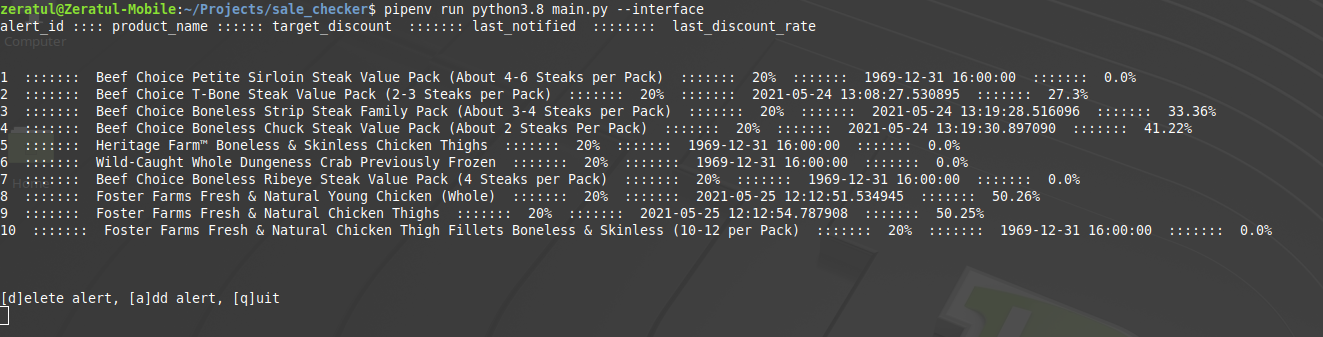 zeratul@Zeratul-Mobile:~/Projects/sale_checker$ pipenv run python3.8 main.py --interface
alert_id :::: product_name :::::: target_discount  ::::::: last_notified  ::::::::  last_discount_rate
Computer
1  :::::::  Beef Choice Petite Sirloin Steak Value Pack (About 4-6 Steaks per Pack)  :::::::  20%  :::::::  1969-12-31 16:00:00  :::::::  0.0%
2  :::::::  Beef Choice T-Bone Steak Value Pack (2-3 Steaks per Pack)  :::::::  20%  :::::::  2021-05-24 13:08:27.530895  :::::::  27.3%
3  :::::::  Beef Choice Boneless Strip Steak Family Pack (About 3-4 Steaks per Pack)  :::::::  20%  :::::::  2021-05-24 13:19:28.516096  :::::::  33.36%
4  :::::::  Beef Choice Boneless Chuck Steak Value Pack (About 2 Steaks Per Pack)  :::::::  20%  :::::::  2021-05-24 13:19:30.897090  :::::::  41.22%
5  :::::::  Heritage Farm™ Boneless & Skinless Chicken Thighs  :::::::  20%  :::::::  1969-12-31 16:00:00  :::::::  0.0%
6  :::::::  Wild-Caught Whole Dungeness Crab Previously Frozen  :::::::  20%  :::::::  1969-12-31 16:00:00  :::::::  0.0%
7  :::::::  Beef Choice Boneless Ribeye Steak Value Pack (4 Steaks per Pack)  :::::::  20%  :::::::  1969-12-31 16:00:00  :::::::  0.0%
8  :::::::  Foster Farms Fresh & Natural Young Chicken (Whole)  :::::::  20%  :::::::  2021-05-25 12:12:51.534945  :::::::  50.26%
9  :::::::  Foster Farms Fresh & Natural Chicken Thighs  :::::::  20%  :::::::  2021-05-25 12:12:54.787908  :::::::  50.25%
10  :::::::  Foster Farms Fresh & Natural Chicken Thigh Fillets Boneless & Skinless (10-12 per Pack)  :::::::  20%  :::::::  1969-12-31 16:00:00  :::::::  0.0%
[d]elete alert, [a]dd alert, [q]uit